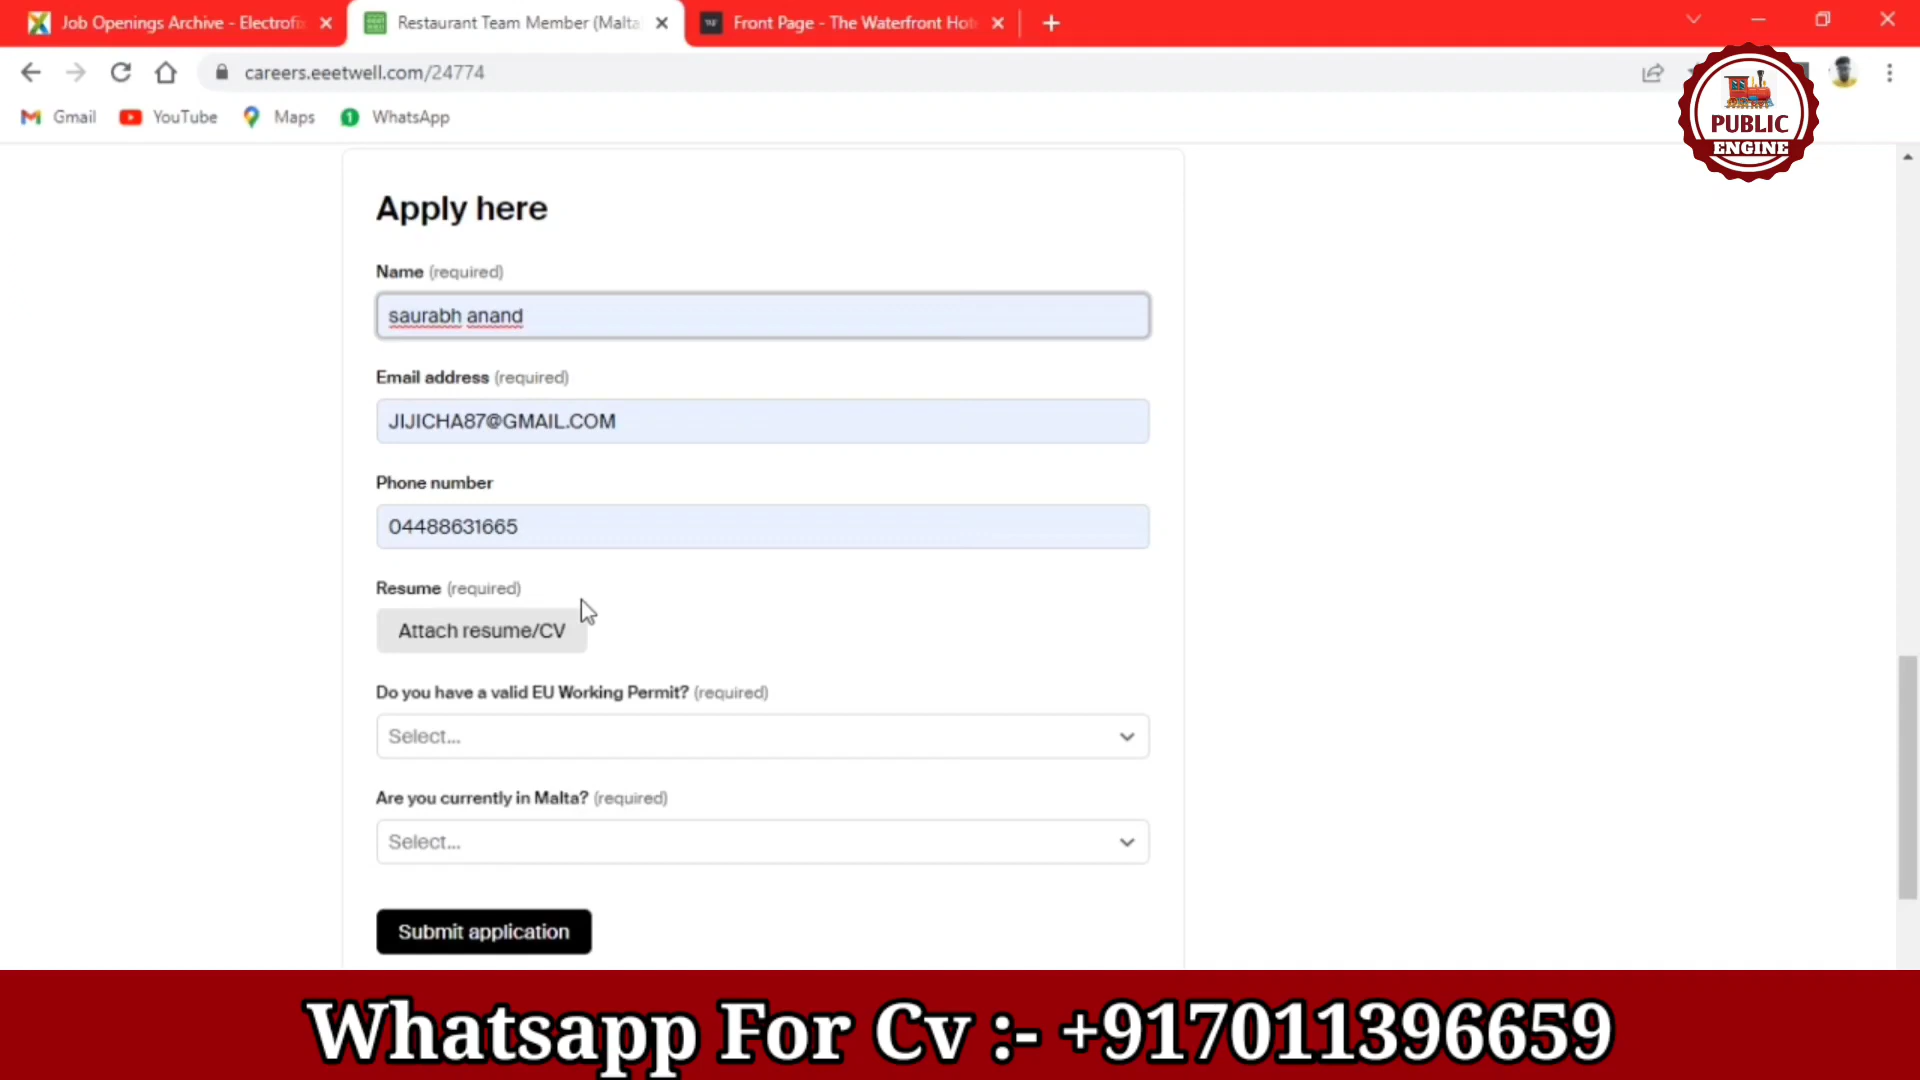 Job Openings Archive - Electrofix
Restaurant Team Member (Malta
Front Page - The Waterfront Hot
careers.eeetwell.com/24774
Gmail
YouTube
Maps
WhatsApp
PUBLIC
ENGINE
Apply here
Name (required)
saurabh anand
Email address (required)
JIJICHA87@GMAIL.COM
Phone number
04488631665
Resume (required)
Attach resume/CV
Do you have a valid EU Working Permit? (required)
Select...
Are you currently in Malta? (required)
Select...
Submit application
Whatsapp For Cv :- +917011396659